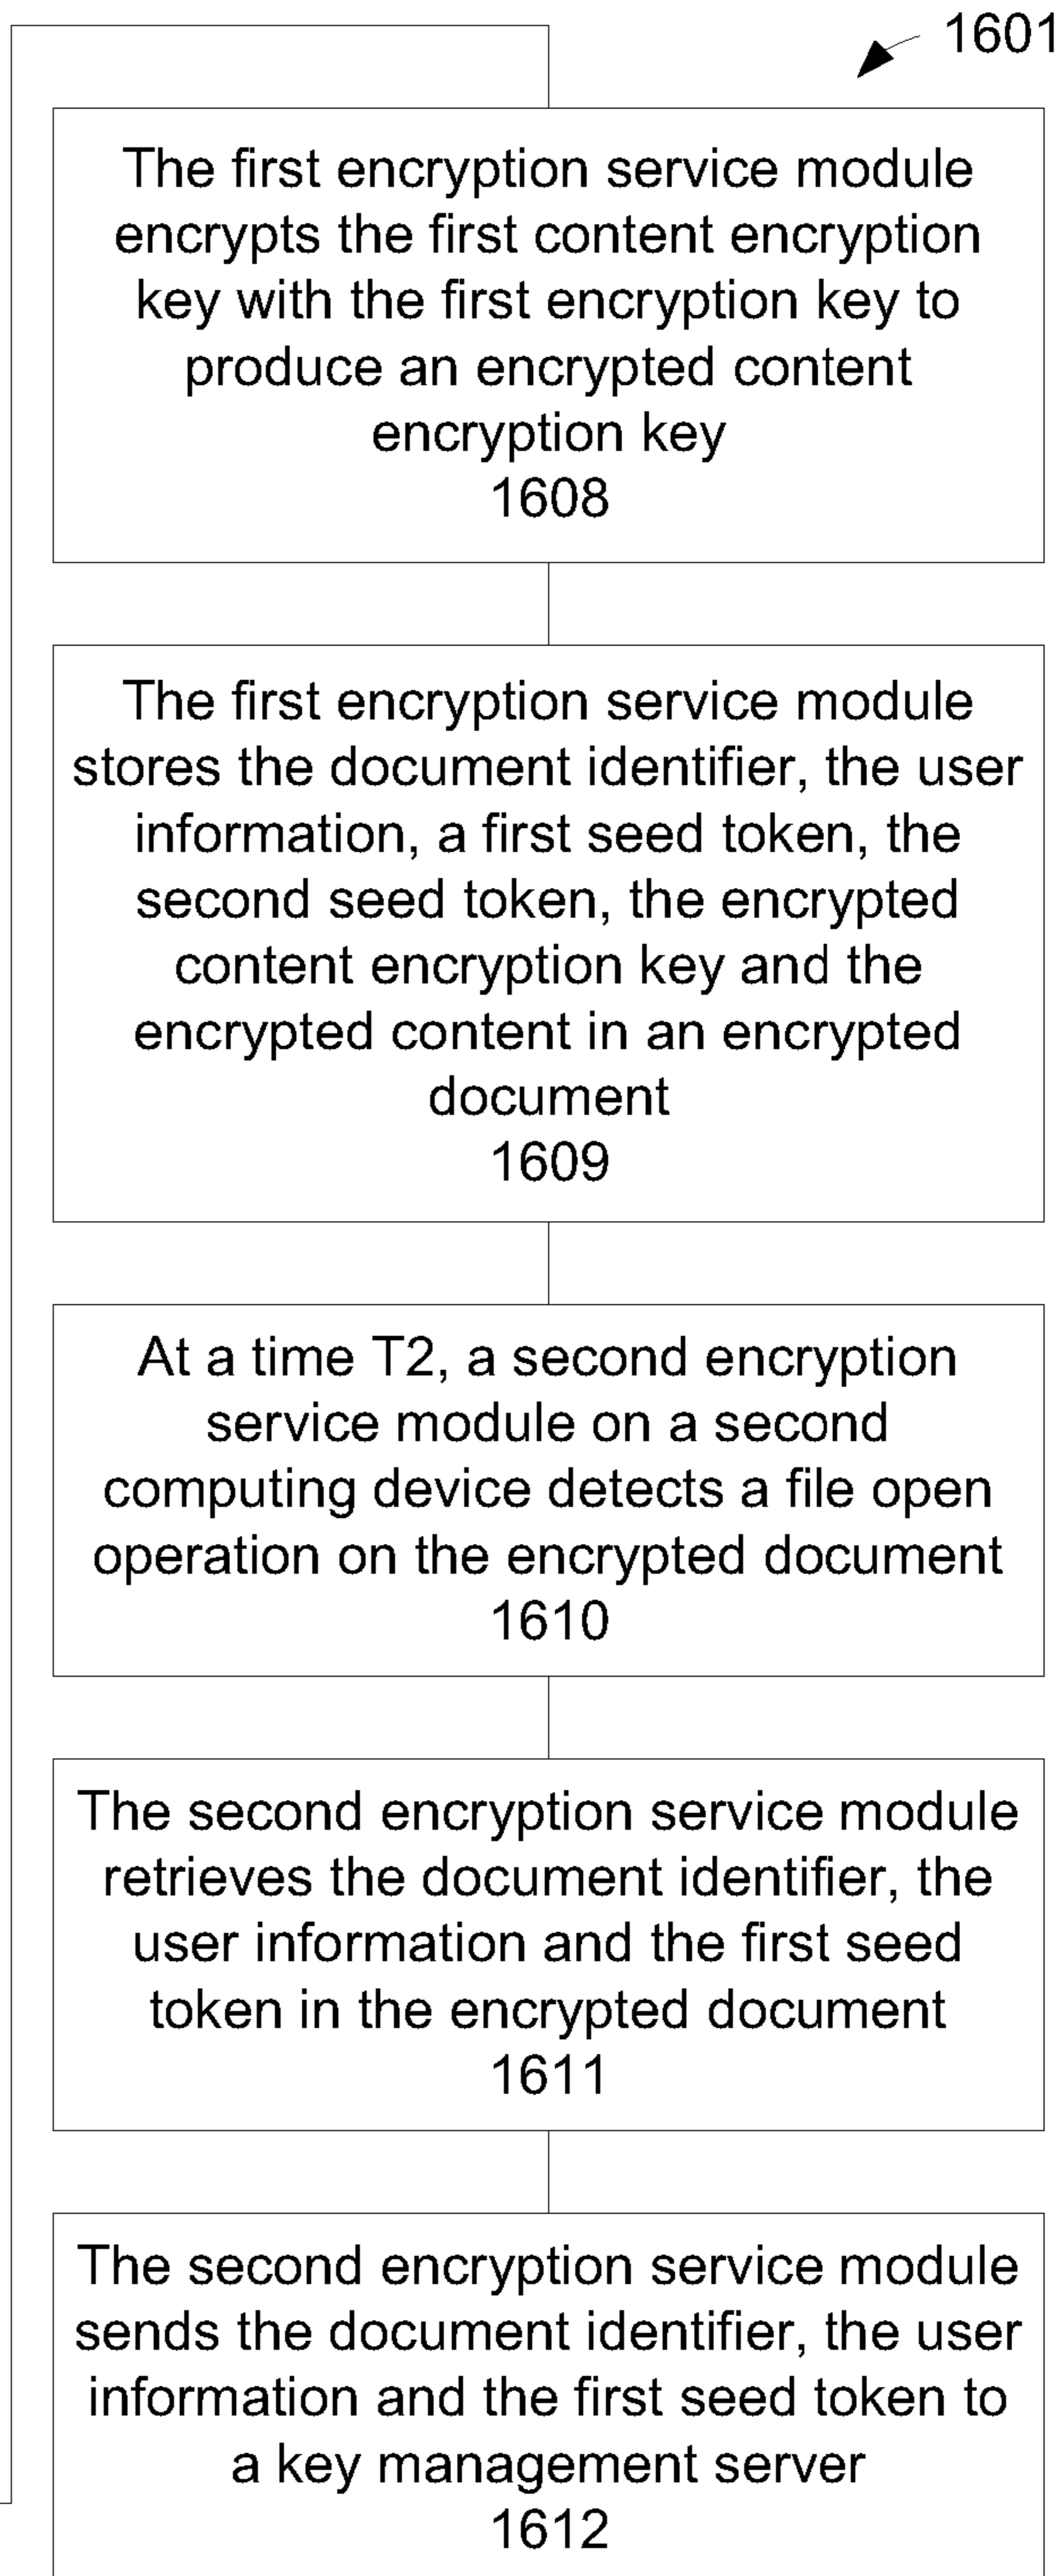 1601
The first encryption service module
encrypts the first content encryption
key with the first encryption key to
produce an encrypted content
encryption key
1608
The first encryption service module
stores the document identifier, the user
information, a first seed token, the
second seed token, the encrypted
content encryption key and the
encrypted content in an encrypted
document
1609
At a time T2, a second encryption
service module on a second
computing device detects a file open
operation on the encrypted document
1610
The second encryption service module
retrieves the document identifier, the
user information and the first seed
token in the encrypted document
1611
The second encryption service module
sends the document identifier, the user
information and the first seed token to
a key management server
1612